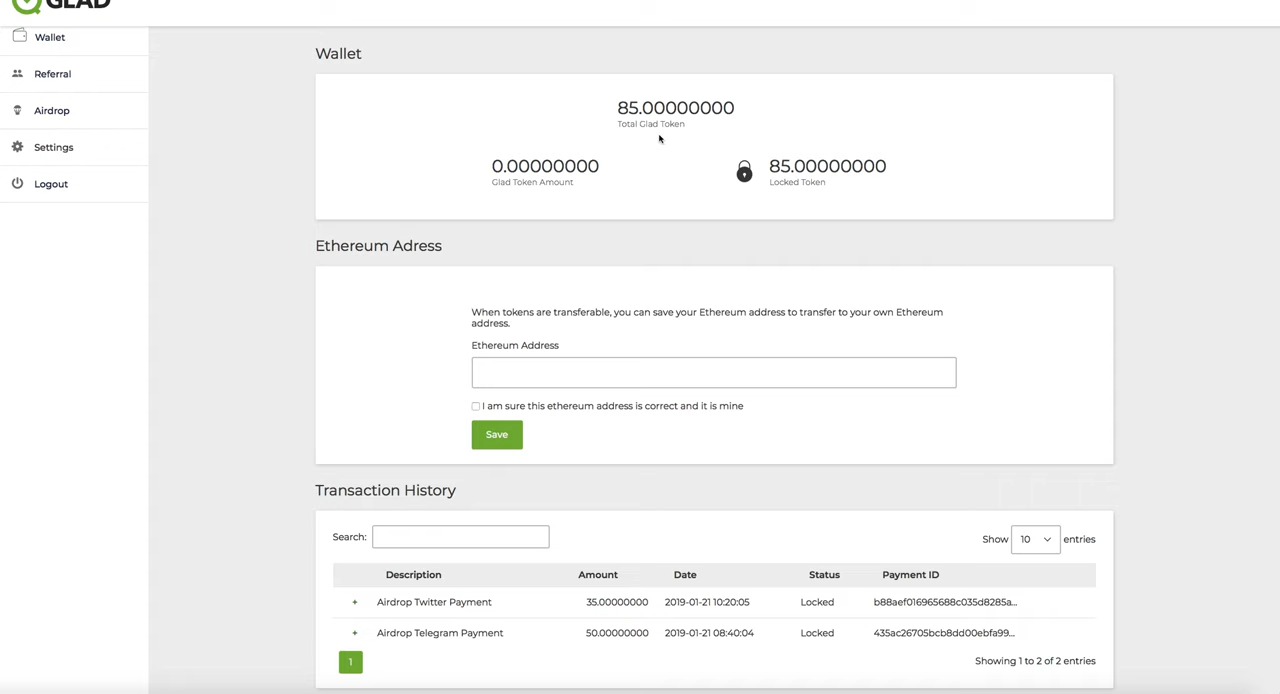 GLAD
Wallet
Referral
Airdrop
Settings
Logout
Wallet
85.00000000
Total Glad Token
0.00000000
Glad Token Amount
85.00000000
Locked Token
Ethereum Adress
When tokens are transferable, you can save your Ethereum address to transfer to your own Ethereum
address.
Ethereum Address
I am sure this ethereum address is correct and it is mine
Save
Transaction History
Search:
Show 10 entries
Description Amount Date Status Payment ID
+ Airdrop Twitter Payment 35.00000000 2019-01-21 10:20:05 Locked b88aef016965688c035d8285a...
+ Airdrop Telegram Payment 50.00000000 2019-01-21 08:40:04 Locked 435ac26705bcb8dd00ebfa99...
1
Showing 1 to 2 of 2 entries